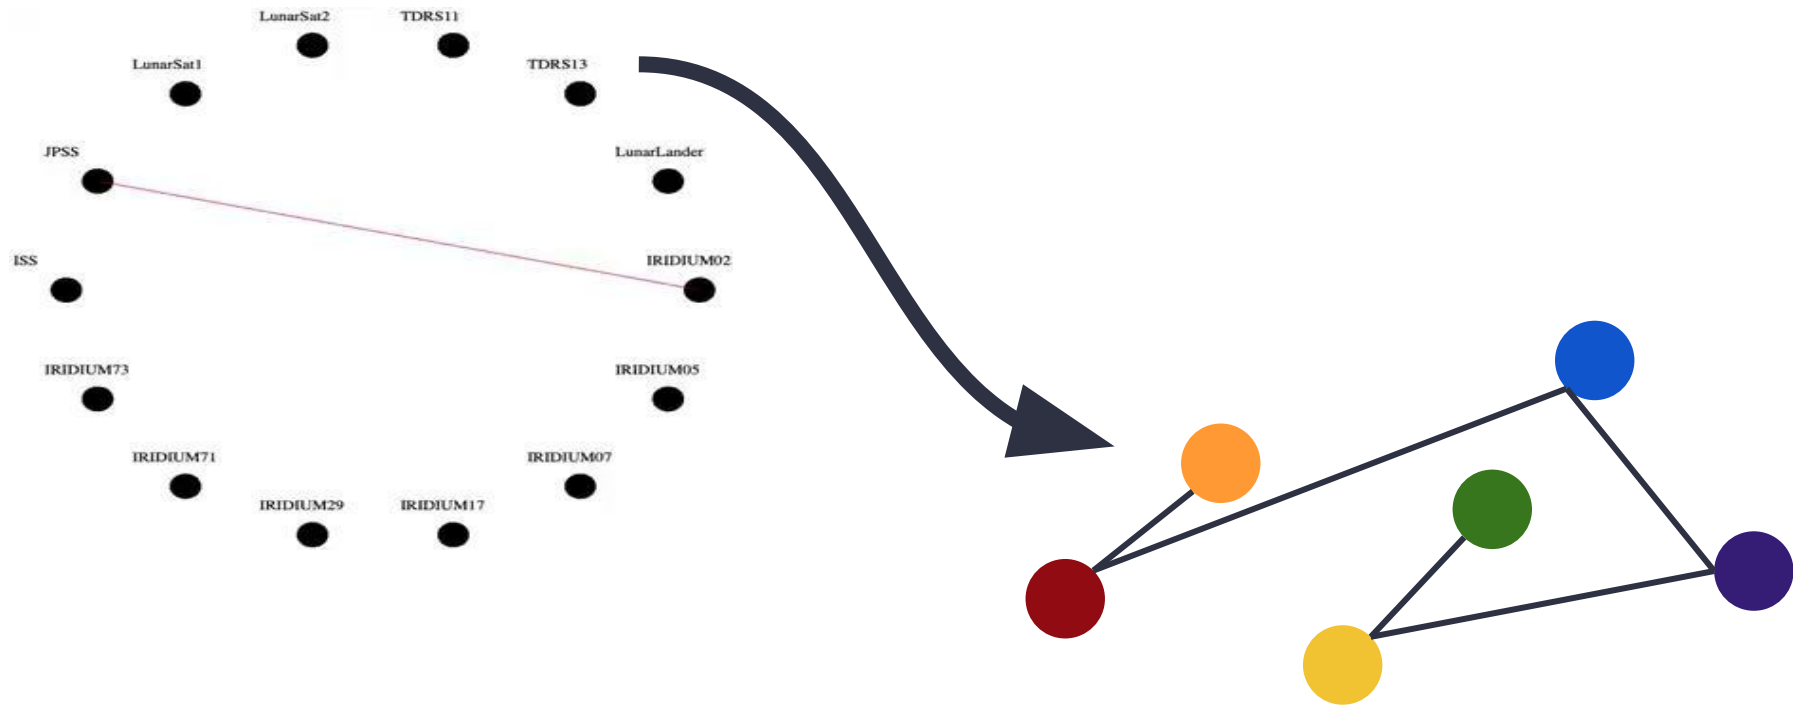 LunarSat2
TDRS11
LunarSat1
TDRS13
JPSS
LunarLander
ISS
IRIDIUM02
IRIDIUM73
IRIDIUM05
IRIDIUM71
IRIDIUM07
IRIDIUM29
IRIDIUM17